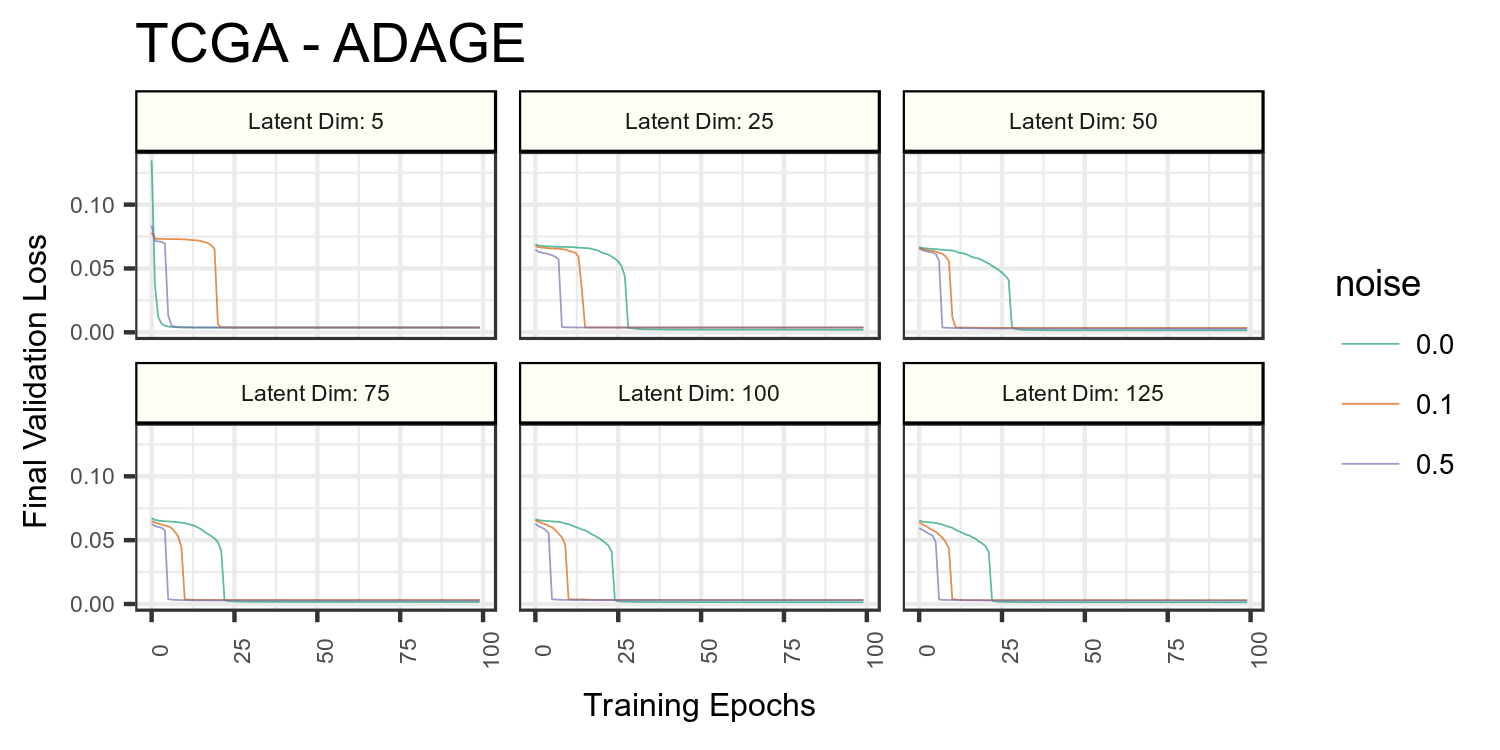 TCGA - ADAGE
Latent Dim: 5
Latent Dim: 25
Latent Dim: 50
0.10
0.05
0.00
Latent Dim: 75
Latent Dim: 100
Latent Dim: 125
0.10
0.05
0.00
0 25 50 75 100
0 25 50 75 100
0 25 50 75 100
Training Epochs
Final Validation Loss
noise
0.0
0.1
0.5